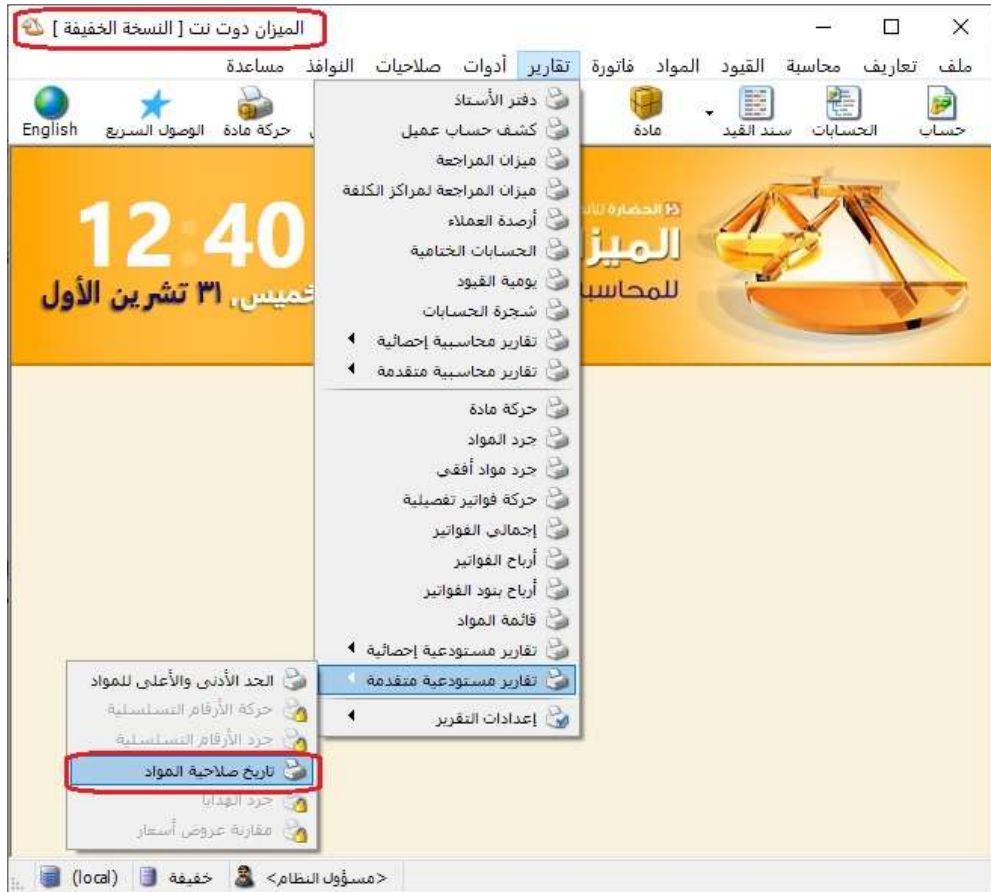 الميزان دوت نت [ النسخة الخفيفة ]
ملف تعاريف محاسبة القيود المواد فاتورة تقارير أدوات صلاحيات النوافذ مساعدة
حساب الحسابات سند القيد مادة حركة مادة الوصول السريع English
الميز
للمحاسب
12:40
خميس, ٣١ تشرين الأول
دفتر الأستاذ
كشف حساب عميل
ميزان المراجعة
ميزان المراجعة لمراكز الكلفة
أرصدة العملاء
الحسابات الختامية
يومية القيود
شجرة الحسابات
تقارير محاسبية إحصائية
تقارير محاسبية متقدمة
حركة مادة
جرد المواد
جرد مواد أفقي
حركة فواتير تفصيلية
إجمالي الفواتير
أرباح الفواتير
أرباح بنود الفواتير
قائمة المواد
تقارير مستودعية إحصائية
تقارير مستودعية متقدمة
إعدادات التقرير
الحد الأدنى والأعلى للمواد
حركة الأرقام التسلسلية
جرد الأرقام التسلسلية
تاريخ صلاحية المواد
جرد الهدايا
مقارنة عروض أسعار
<مسؤول النظام> خفيفة (local)